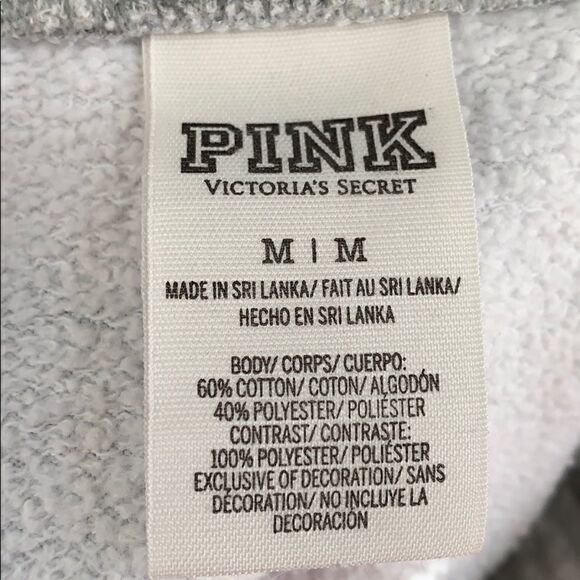 PINK
VICTORIA'S SECRET
M | M
MADE IN SRI LANKA/ FAIT AU SRI LANKA/
HECHO EN SRI LANKA
BODY/ CORPS/ CUERPO:
60% COTTON/ COTON/ ALGODÓN
40% POLYESTER/ POLIÉSTER
CONTRAST/ CONTRASTE:
100% POLYESTER/ POLIÉSTER
EXCLUSIVE OF DECORATION/ SANS
DÉCORATION/ NO INCLUYE LA
DECORACIÓN